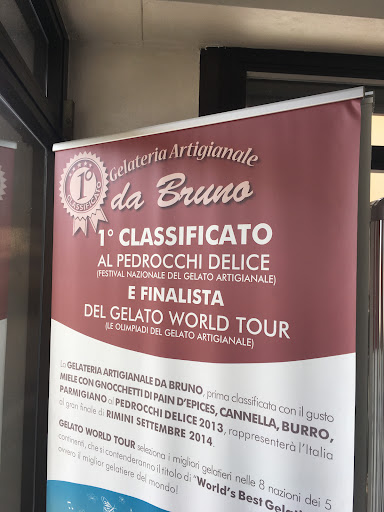 Gelateria Artigianale
1°
CLASSIFICATO
da Bruno
1° CLASSIFICATO
AL PEDROCCHI DELICE
(FESTIVAL NAZIONALE DEL GELATO ARTIGIANALE)
E FINALISTA
DEL GELATO WORLD TOUR
(LE OLIMPIADI DEL GELATO ARTIGIANALE)
La GELATERIA ARTIGIANALE DA BRUNO, prima classificata con il gusto
MIELE CON GNOCCHETTI DI PAIN D'EPICES, CANNELLA, BURRO,
PARMIGIANO al PEDROCCHI DELICE 2013, rappresenterà l'Italia
al gran finale di RIMINI SETTEMBRE 2014.
GELATO WORLD TOUR seleziona i migliori gelatieri nelle 8 nazioni dei 5
continenti, che si contenderanno il titolo di "World's Best Gelat
ovvero il miglior gelatiere del mondo!